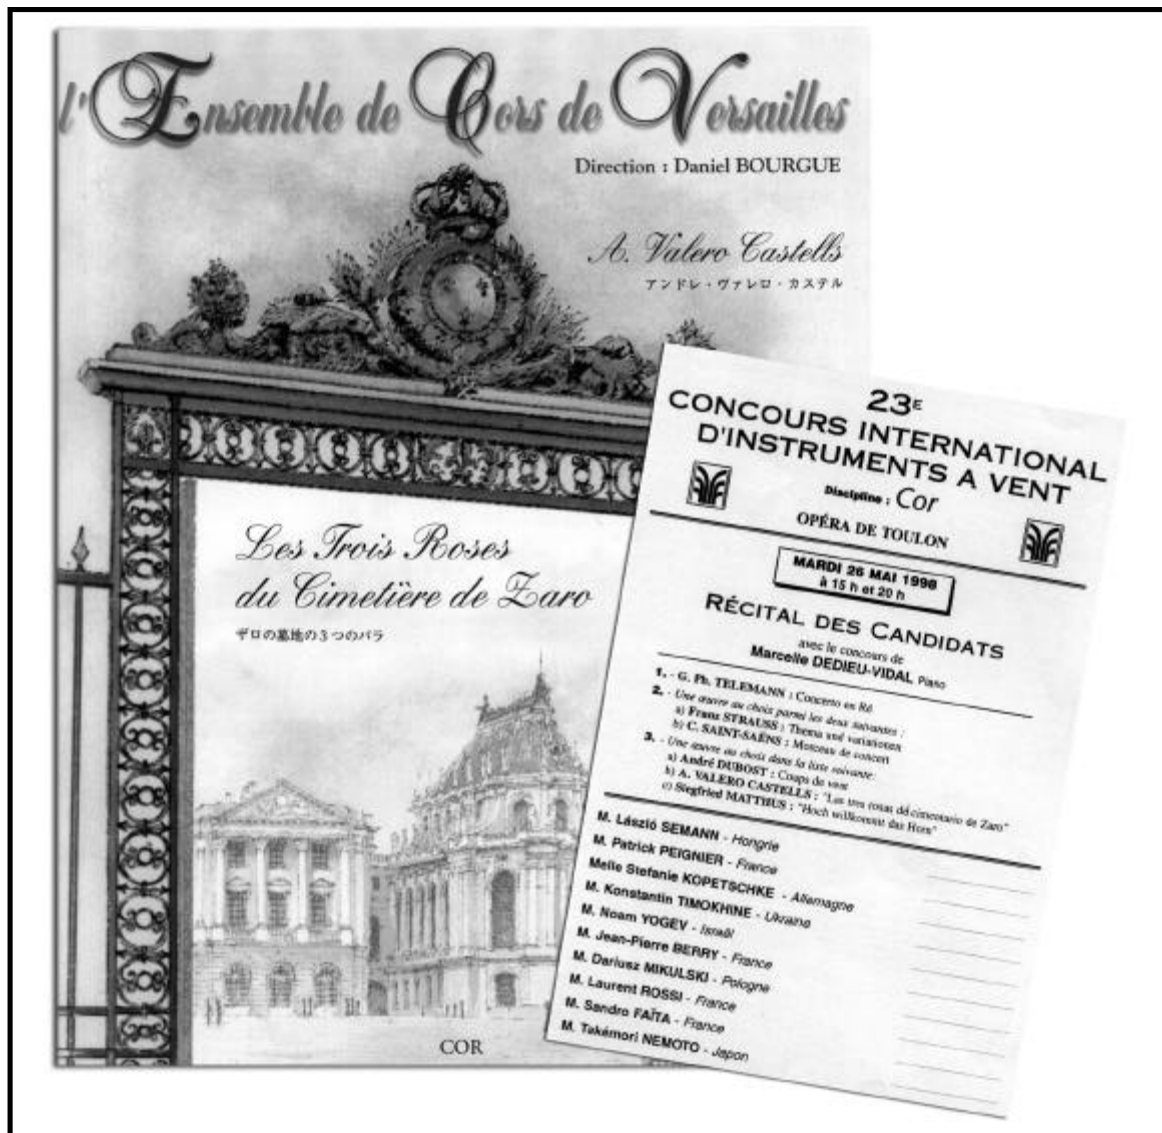 l'Ensemble de Cors de Versailles
Direction : Daniel BOURGUE
A. Valero Castells
アンドレ・ヴァレロ・カステル
Les Trois Roses
du Cimetière de Zaro
ザロの墓地の3つのバラ
COR
23E
CONCOURS INTERNATIONAL
D'INSTRUMENTS A VENT
Discipline : Cor
OPÉRA DE TOULON
MARDI 26 MAI 1998
à 15 h et 20 h
RÉCITAL DES CANDIDATS
avec le concours de
Marcelle DEDIEU-VIDAL Piano
1. - G. Ph. TELEMANN : Concerto en Ré
2. - Une œuvre au choix parmi les deux suivantes :
a) Franz STRAUSS : Thema und variationen
b) C. SAINT-SAËNS : Morceau de concert
3. - Une œuvre au choix dans la liste suivante:
a) André DUBOST : Coups de vent
b) A. VALERO CASTELLS : "Las tres rosas del cimentario de Zaro"
c) Siegfried MATTHUS : "Hoch willkommt das Horn"
M. László SEMANN - Hongrie
M. Patrick PEIGNIER - France
Melle Stefanie KOPETSCHKE - Allemagne
M. Konstantin TIMOKHINE - Ukraine
M. Noam YOGEV - Israël
M. Jean-Pierre BERRY - France
M. Dariusz MIKULSKI - Pologne
M. Laurent ROSSI - France
M. Sandro FAÏTA - France
M. Takémori NEMOTO - Japon